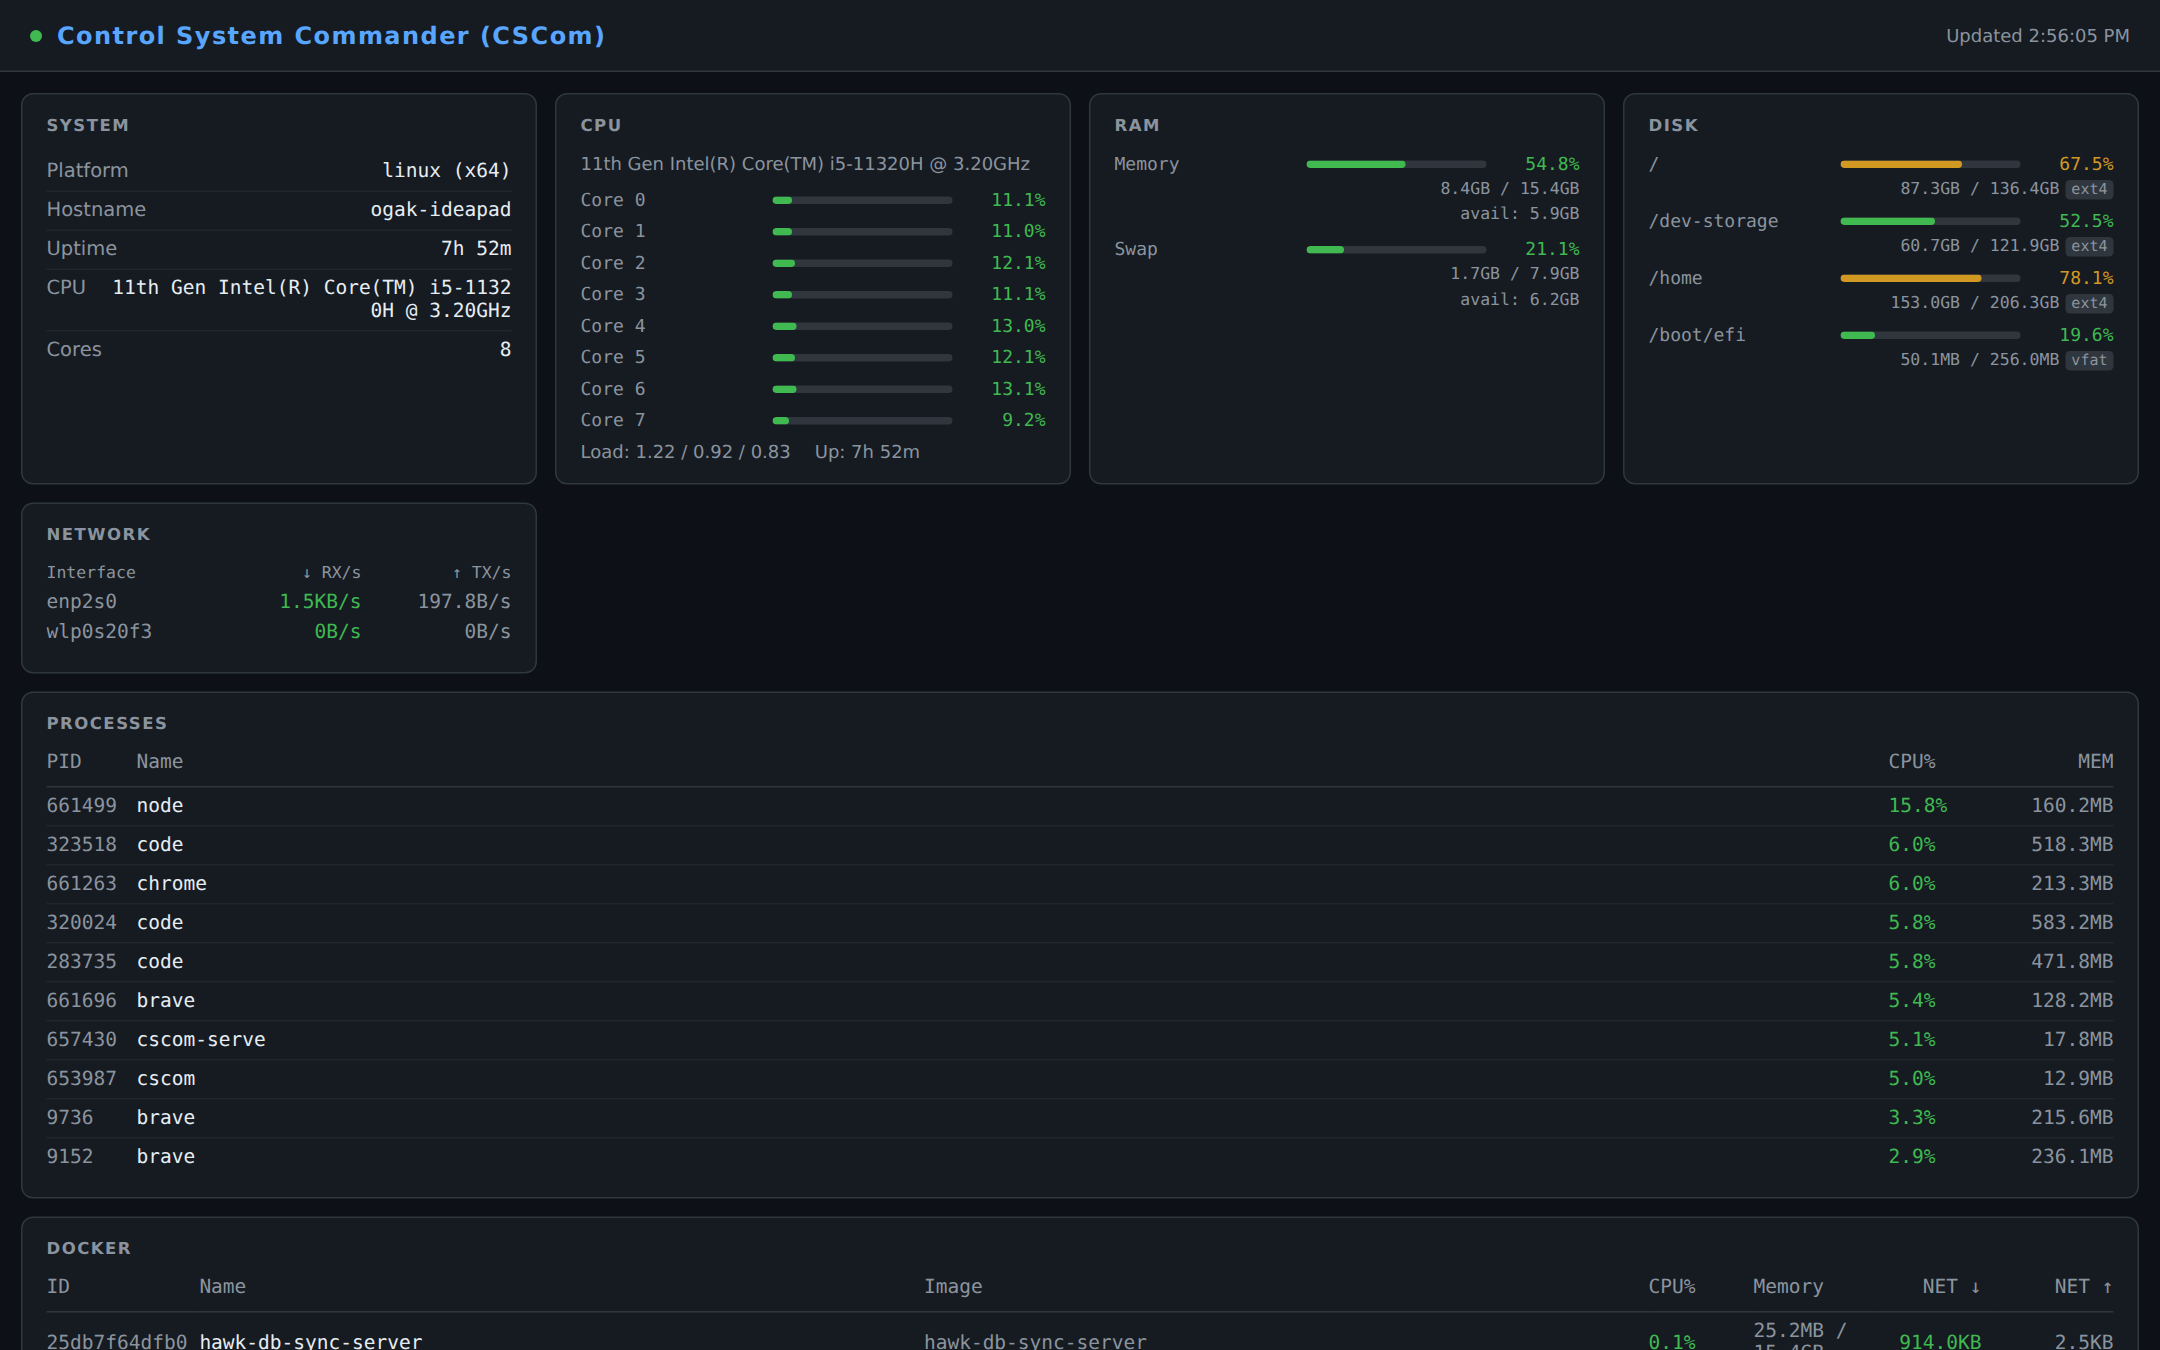 Control System Commander (CSCom)
Updated 2:56:05 PM
SYSTEM
Platform linux (x64)
Hostname ogak-ideapad
Uptime 7h 52m
CPU 11th Gen Intel(R) Core(TM) i5-1132
0H @ 3.20GHz
Cores 8
CPU
11th Gen Intel(R) Core(TM) i5-11320H @ 3.20GHz
Core 0 11.1%
Core 1 11.0%
Core 2 12.1%
Core 3 11.1%
Core 4 13.0%
Core 5 12.1%
Core 6 13.1%
Core 7 9.2%
Load: 1.22 / 0.92 / 0.83 Up: 7h 52m
RAM
Memory 54.8%
8.4GB / 15.4GB
avail: 5.9GB
Swap 21.1%
1.7GB / 7.9GB
avail: 6.2GB
DISK
/ 67.5%
87.3GB / 136.4GB ext4
/dev-storage 52.5%
60.7GB / 121.9GB ext4
/home 78.1%
153.0GB / 206.3GB ext4
/boot/efi 19.6%
50.1MB / 256.0MB vfat
NETWORK
Interface ↓ RX/s ↑ TX/s
enp2s0 1.5KB/s 197.8B/s
wlp0s20f3 0B/s 0B/s
PROCESSES
PID Name CPU% MEM
661499 node 15.8% 160.2MB
323518 code 6.0% 518.3MB
661263 chrome 6.0% 213.3MB
320024 code 5.8% 583.2MB
283735 code 5.8% 471.8MB
661696 brave 5.4% 128.2MB
657430 cscom-serve 5.1% 17.8MB
653987 cscom 5.0% 12.9MB
9736 brave 3.3% 215.6MB
9152 brave 2.9% 236.1MB
DOCKER
ID Name Image CPU% Memory NET ↓ NET ↑
25db7f64dfb0 hawk-db-sync-server hawk-db-sync-server 0.1% 25.2MB / 914.0KB 2.5KB
15.4GB